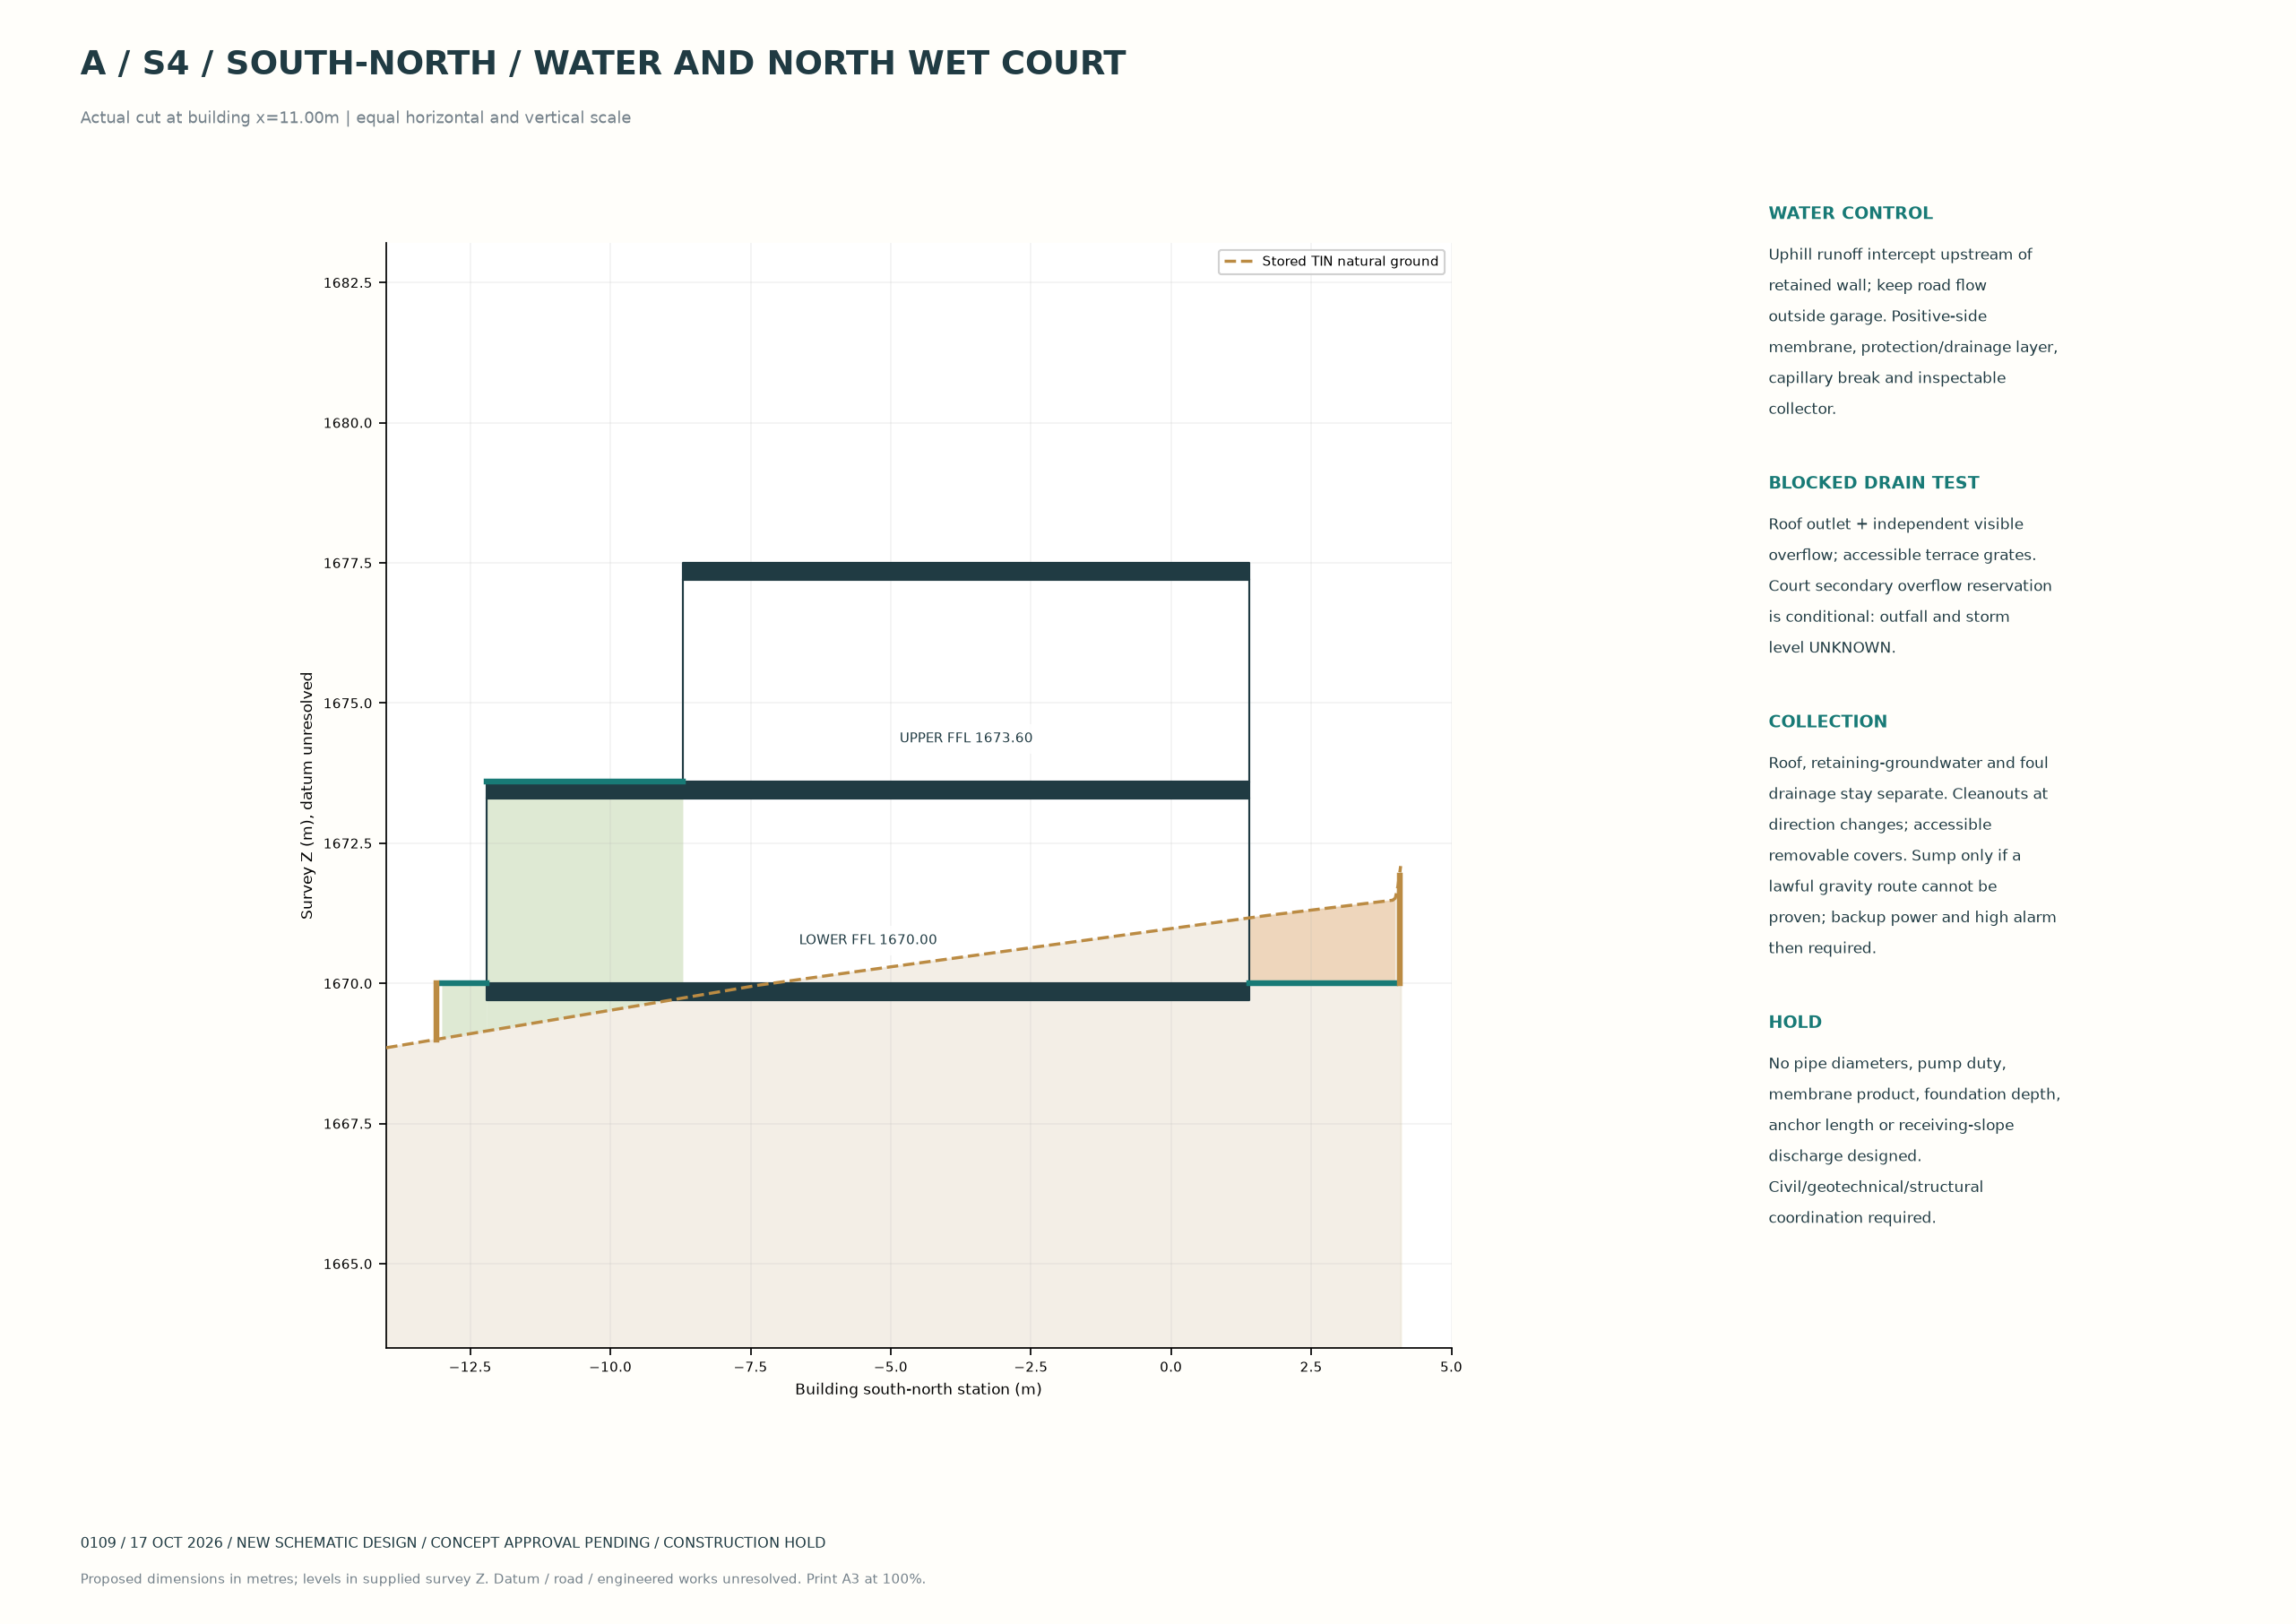 A / S4 / SOUTH-NORTH / WATER AND NORTH WET COURT
Actual cut at building x=11.00m | equal horizontal and vertical scale
Stored TIN natural ground
1682.5
1680.0
1677.5
1675.0
1672.5
1670.0
1667.5
1665.0
Survey Z (m), datum unresolved
UPPER FFL 1673.60
LOWER FFL 1670.00
−12.5
−10.0
−7.5
−5.0
−2.5
0.0
2.5
5.0
Building south-north station (m)
WATER CONTROL
Uphill runoff intercept upstream of
retained wall; keep road flow
outside garage. Positive-side
membrane, protection/drainage layer,
capillary break and inspectable
collector.
BLOCKED DRAIN TEST
Roof outlet + independent visible
overflow; accessible terrace grates.
Court secondary overflow reservation
is conditional: outfall and storm
level UNKNOWN.
COLLECTION
Roof, retaining-groundwater and foul
drainage stay separate. Cleanouts at
direction changes; accessible
removable covers. Sump only if a
lawful gravity route cannot be
proven; backup power and high alarm
then required.
HOLD
No pipe diameters, pump duty,
membrane product, foundation depth,
anchor length or receiving-slope
discharge designed.
Civil/geotechnical/structural
coordination required.
0109 / 17 OCT 2026 / NEW SCHEMATIC DESIGN / CONCEPT APPROVAL PENDING / CONSTRUCTION HOLD
Proposed dimensions in metres; levels in supplied survey Z. Datum / road / engineered works unresolved. Print A3 at 100%.